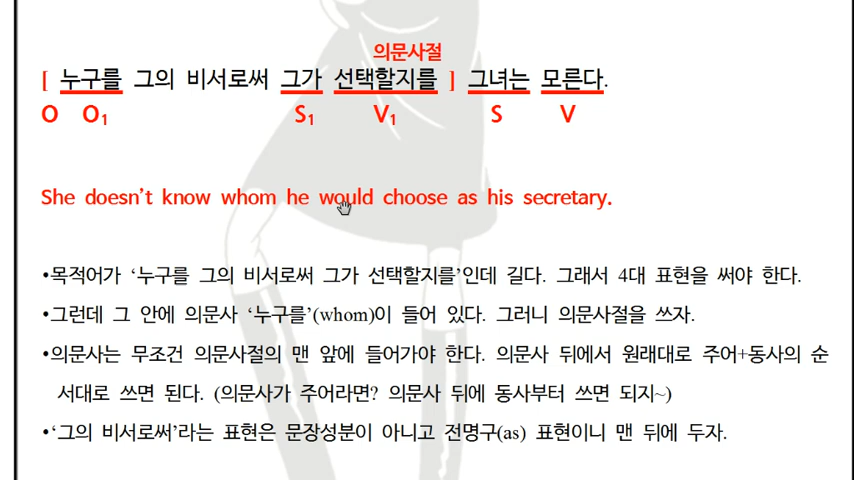 의문사절
[ 누구를 그의 비서로써 그가 선택할지를 ] 그녀는 모른다.
O O₁ S₁ V₁ S V
She doesn't know whom he would choose as his secretary.
•목적어가 ‘누구를 그의 비서로써 그가 선택할지를’인데 길다. 그래서 4대 표현을 써야 한다.
•그런데 그 안에 의문사 ‘누구를’(whom)이 들어 있다. 그러니 의문사절을 쓰자.
•의문사는 무조건 의문사절의 맨 앞에 들어가야 한다. 의문사 뒤에서 원래대로 주어+동사의 순
서대로 쓰면 된다. (의문사가 주어라면? 의문사 뒤에 동사부터 쓰면 되지~)
•‘그의 비서로써’라는 표현은 문장성분이 아니고 전명구(as) 표현이니 맨 뒤에 두자.